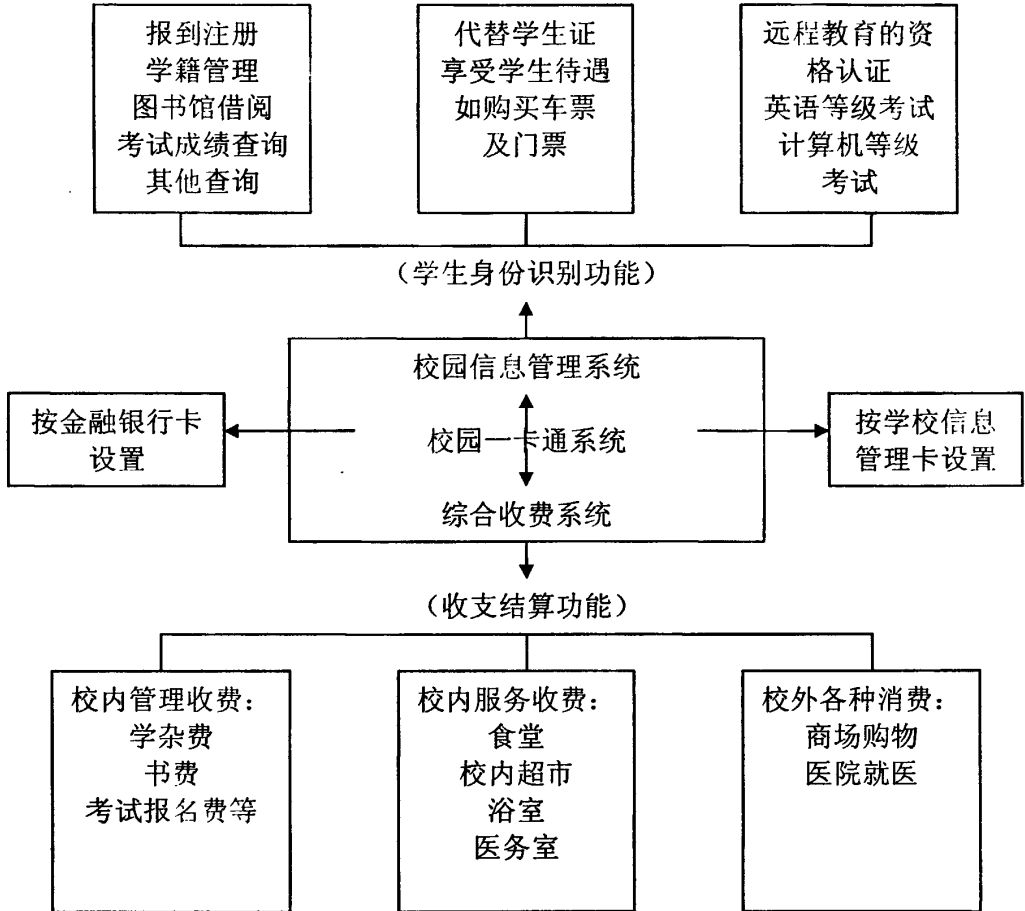 报到注册
学籍管理
图书馆借阅
考试成绩查询
其他查询
代替学生证
享受学生待遇
如购买车票
及门票
远程教育的资
格认证
英语等级考试
计算机等级
考试
（学生身份识别功能）
校园信息管理系统
按金融银行卡
设置
校园一卡通系统
按学校信息
管理卡设置
综合收费系统
（收支结算功能）
校内管理收费：
学杂费
书费
考试报名费等
校内服务收费：
食堂
校内超市
浴室
医务室
校外各种消费：
商场购物
医院就医